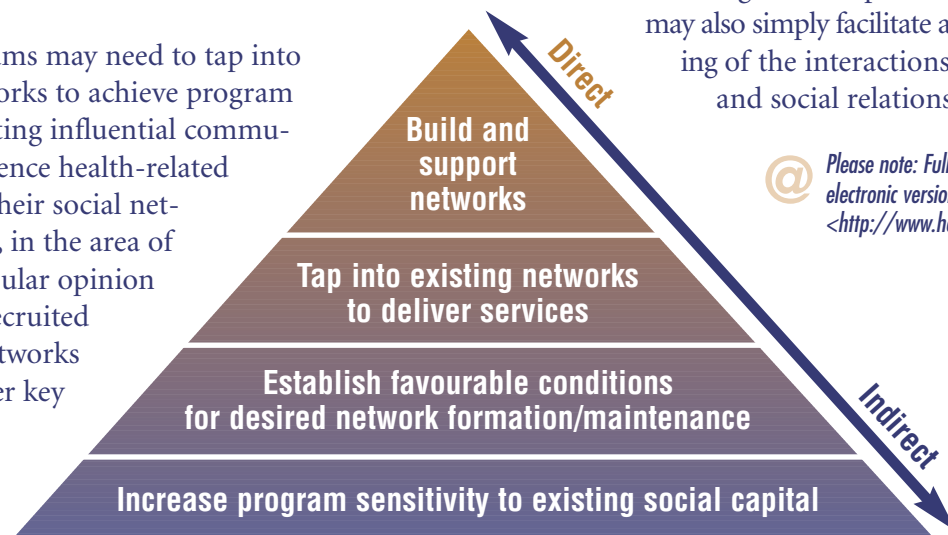 ms may need to tap into
orks to achieve program
ting influential commu-
ence health-related
heir social net-
, in the area of
ular opinion
ecruited
tworks
er key
Build and
support
networks
Tap into existing networks
to deliver services
Establish favourable conditions
for desired network formation/maintenance
Increase program sensitivity to existing social capital
Direct
Indirect
may also simply facilitate a
ing of the interactions
and social relations
@
Please note: Full
electronic versio
<http://www.h